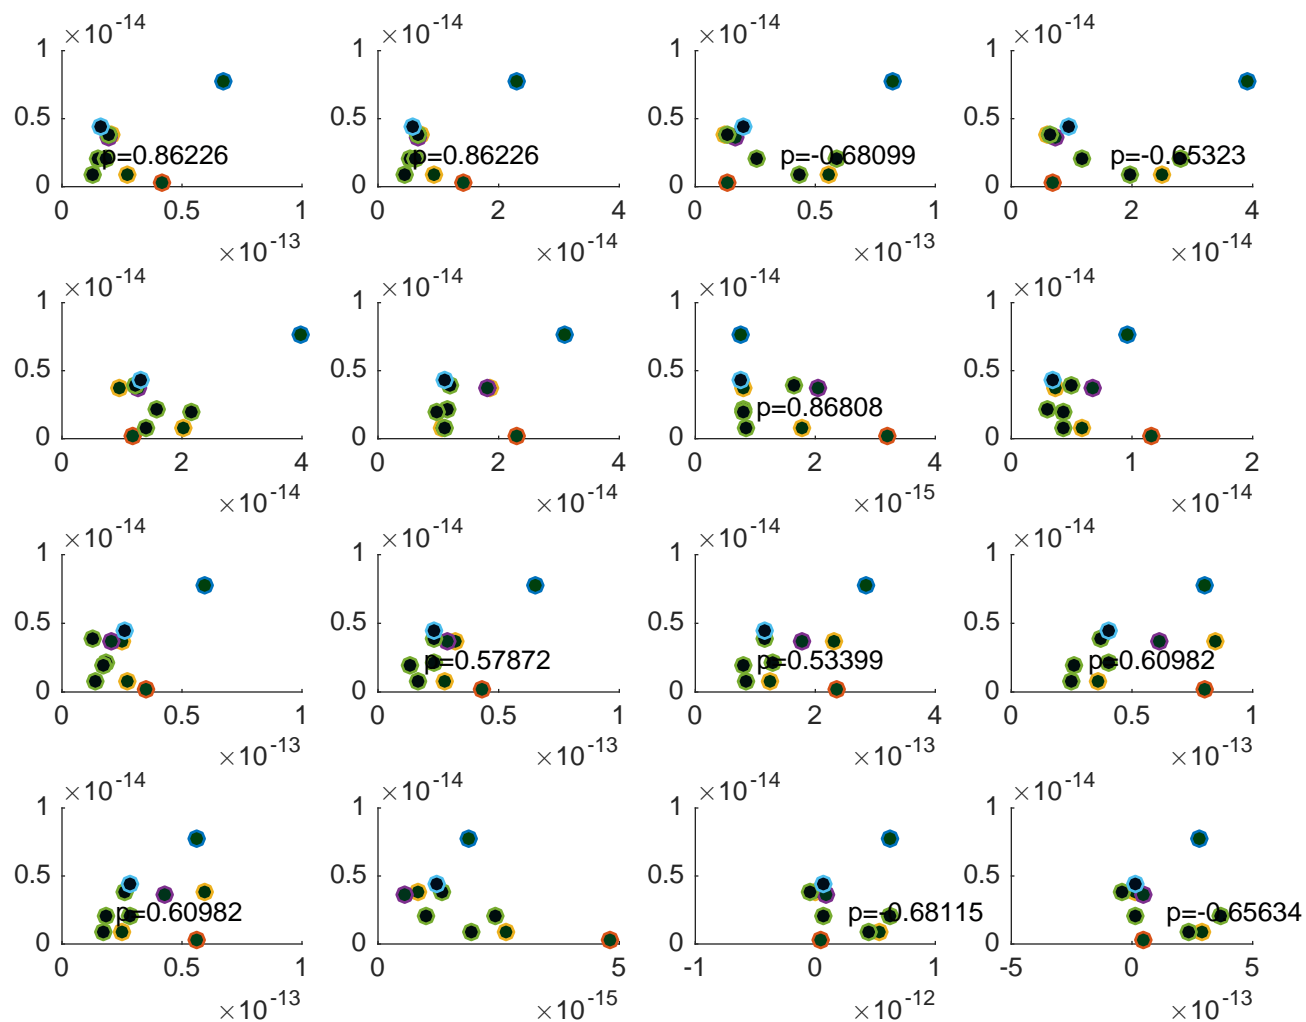 1 ×10-14
0.5
p=0.86226
0
0 0.5 1
×10-13
1 ×10-14
0.5
p=0.86226
0
0 2 4
×10-14
1 ×10-14
0.5
p=-0.68099
0
0 0.5 1
×10-13
1 ×10-14
0.5
p=-0.65323
0
0 2 4
×10-14
1 ×10-14
0.5
0
0 2 4
×10-14
1 ×10-14
0.5
0
0 2 4
×10-14
1 ×10-14
0.5
p=0.86808
0
0 2 4
×10-15
1 ×10-14
0.5
0
0 1 2
×10-14
1 ×10-14
0.5
0
0 0.5 1
×10-13
1 ×10-14
0.5
p=0.57872
0
0 0.5 1
×10-13
1 ×10-14
0.5
p=0.53399
0
0 2 4
×10-13
1 ×10-14
0.5
p=0.60982
0
0 0.5 1
×10-13
1 ×10-14
0.5
p=0.60982
0
0 0.5 1
×10-13
1 ×10-14
0.5
0
0 5
×10-15
1 ×10-14
0.5
p=-0.68115
0
-1 0 1
×10-12
1 ×10-14
0.5
p=-0.65634
0
-5 0 5
×10-13